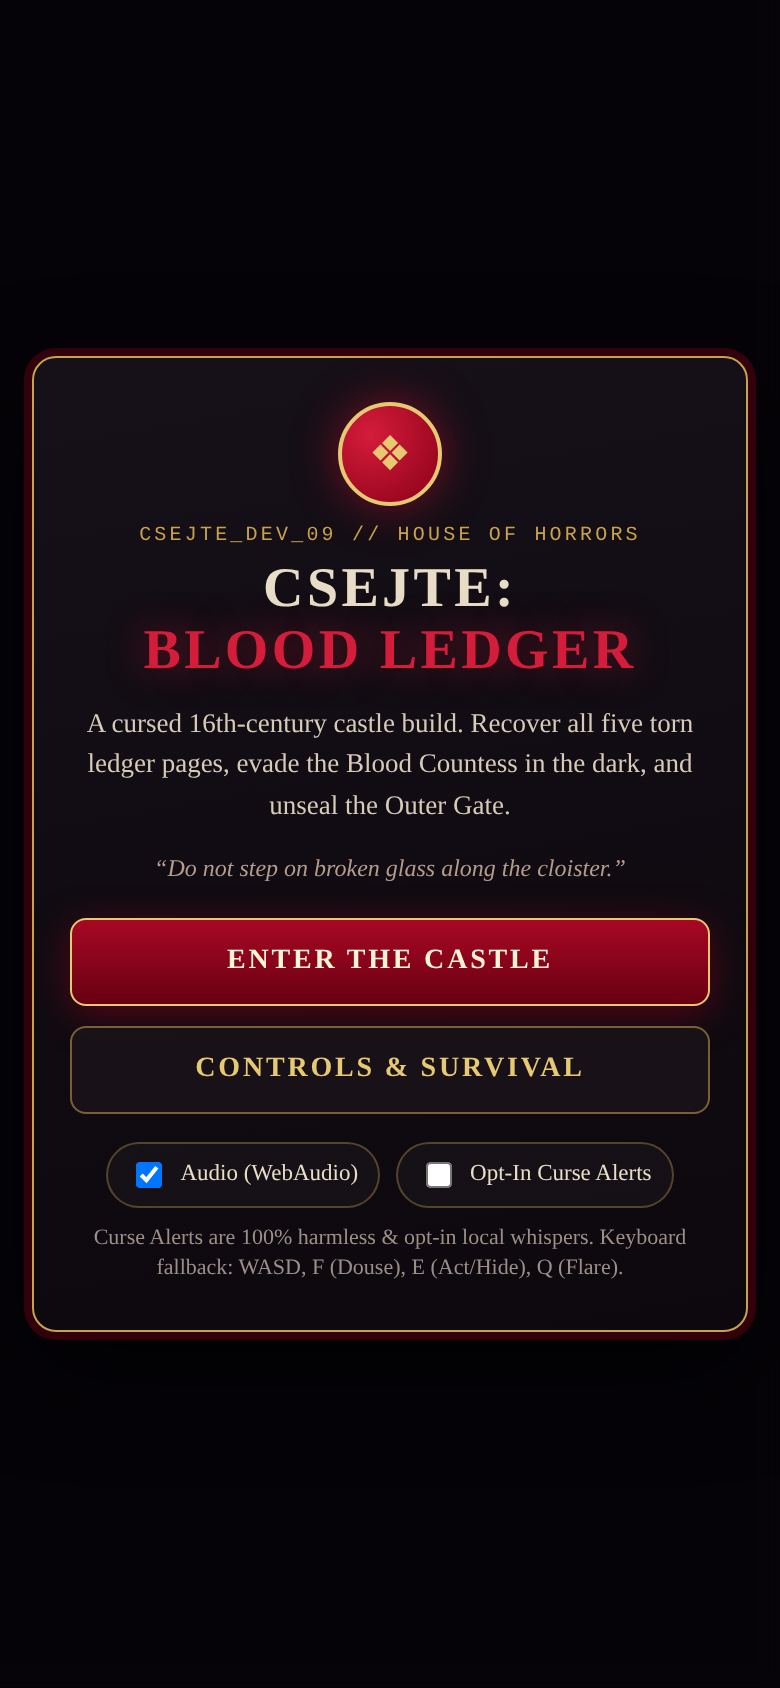 CSEJTE_DEV_09 // HOUSE OF HORRORS
CSEJTE:
BLOOD LEDGER
A cursed 16th-century castle build. Recover all five torn
ledger pages, evade the Blood Countess in the dark, and
unseal the Outer Gate.
“Do not step on broken glass along the cloister.”
ENTER THE CASTLE
CONTROLS & SURVIVAL
Audio (WebAudio)
Opt-In Curse Alerts
Curse Alerts are 100% harmless & opt-in local whispers. Keyboard
fallback: WASD, F (Douse), E (Act/Hide), Q (Flare).